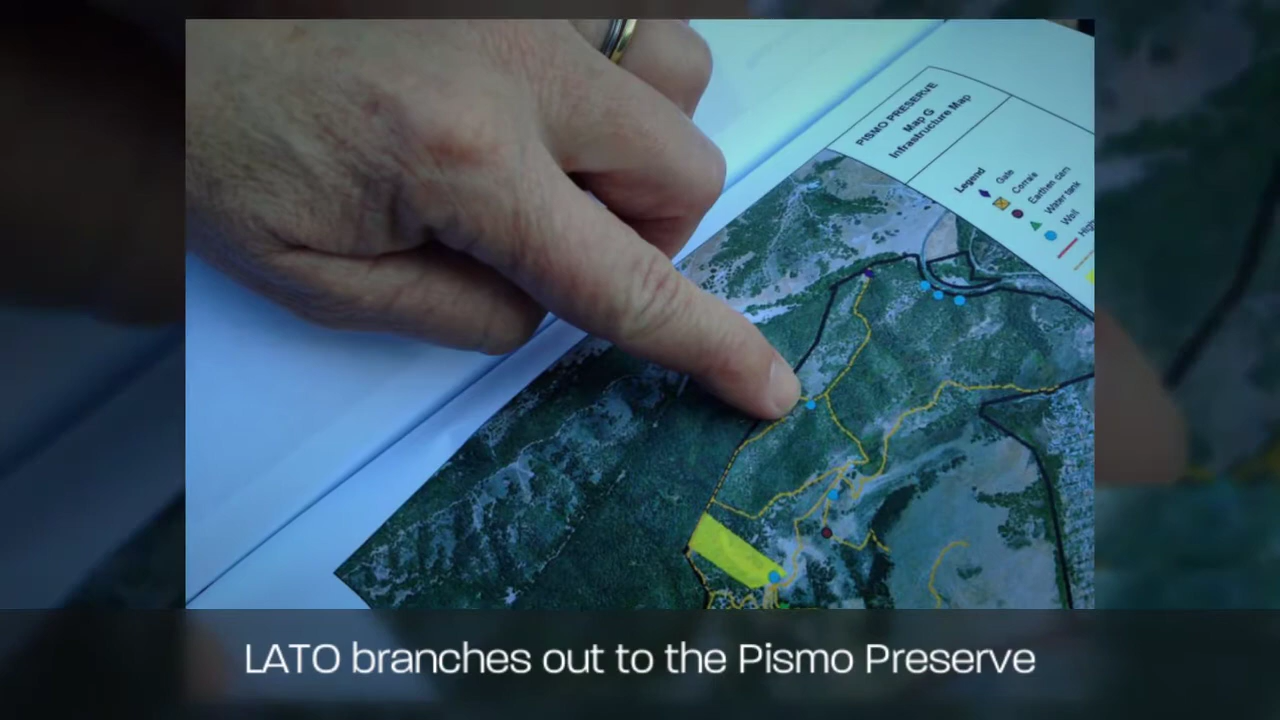 PISMO PRESERVE
Map G
Infrastructure Map
Legend
Gate
Corrals
Earthen dam
Water tank
Well
LATO branches out to the Pismo Preserve